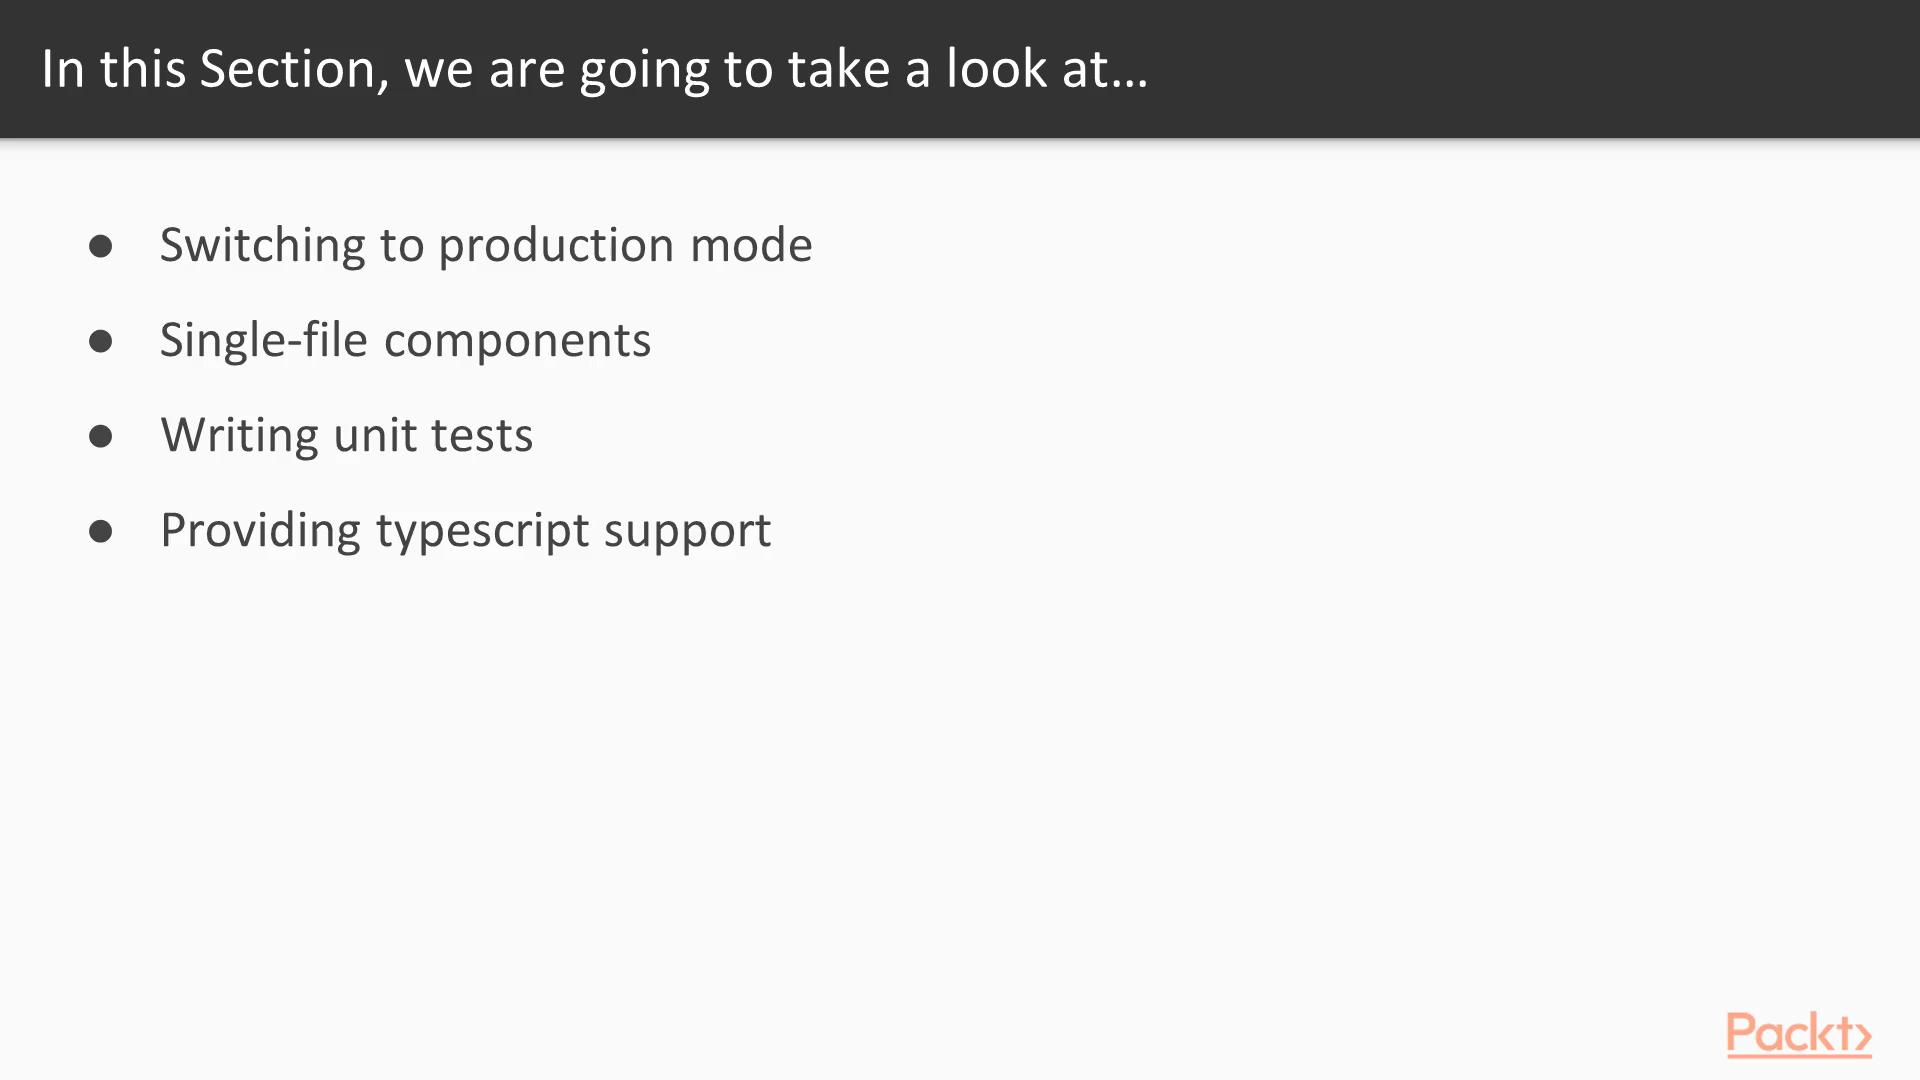 In this Section, we are going to take a look at...
● Switching to production mode
● Single-file components
● Writing unit tests
● Providing typescript support
Packt>